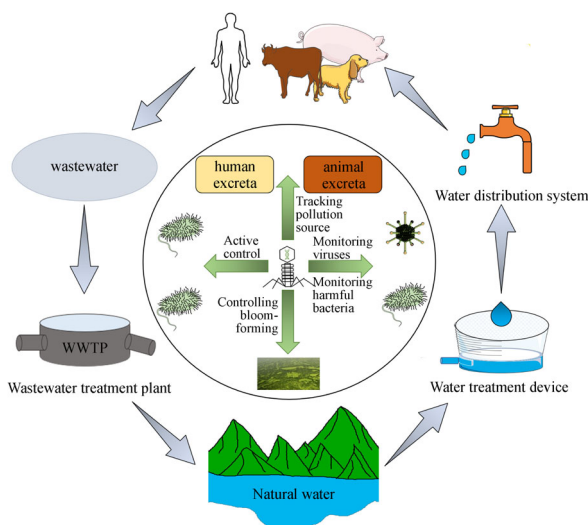 wastewater
human
excreta
animal
excreta
Tracking
pollution
source
Active
control
Monitoring
viruses
Controlling
bloom-
forming
Monitoring
harmful
bacteria
Water distribution system
WWTP
Wastewater treatment plant
Water treatment device
Natural water